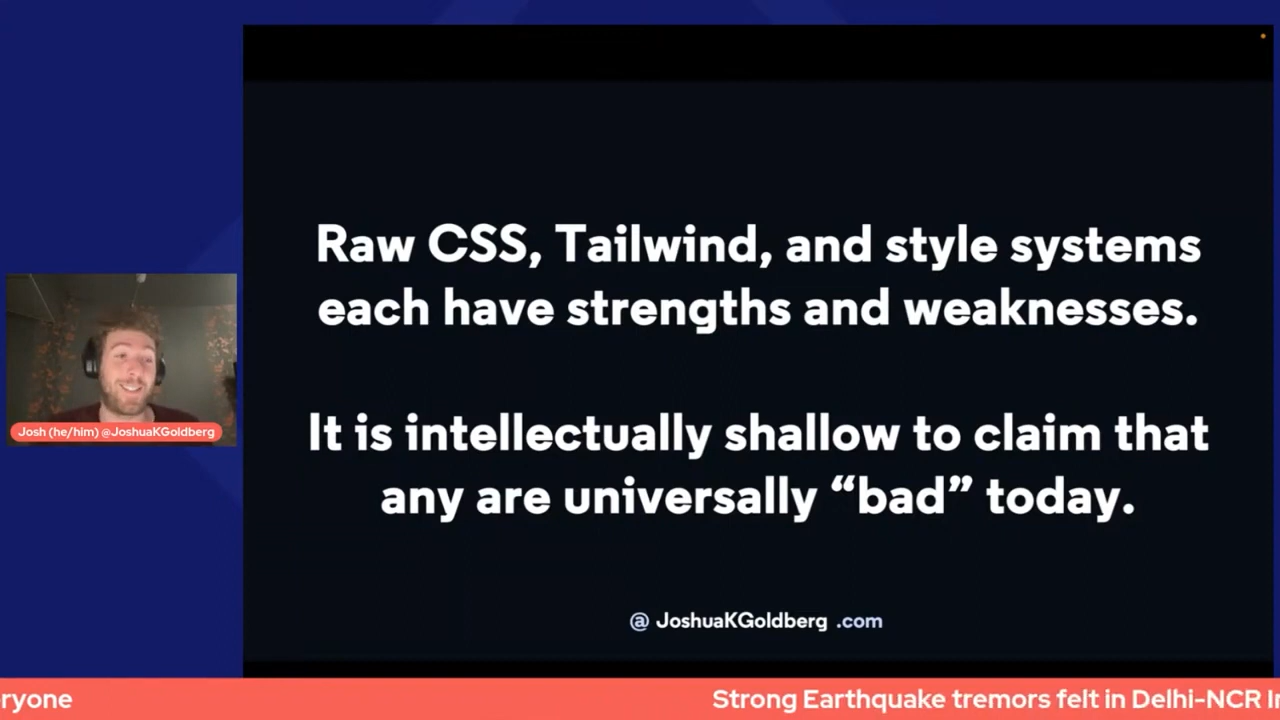 Raw CSS, Tailwind, and style systems
each have strengths and weaknesses.
It is intellectually shallow to claim that
any are universally “bad” today.
@ JoshuaKGoldberg .com
Josh (he/him) @JoshuaKGoldberg
ryone
Strong Earthquake tremors felt in Delhi-NCR